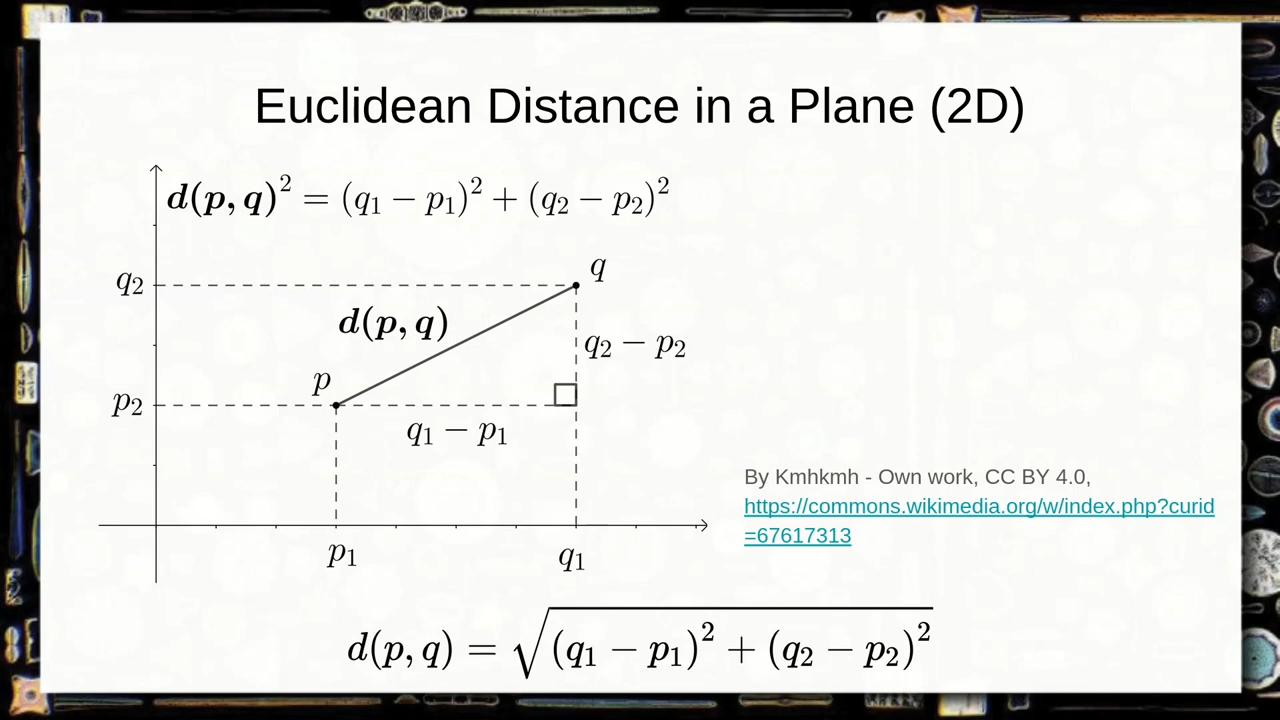 Euclidean Distance in a Plane (2D)
d(p, q)² = (q₁ − p₁)² + (q₂ − p₂)²
q₂
q
d(p, q)
q₂ − p₂
p
p₂
q₁ − p₁
By Kmhkmh - Own work, CC BY 4.0,
https://commons.wikimedia.org/w/index.php?curid
=67617313
p₁
q₁
d(p, q) = √(q₁ − p₁)² + (q₂ − p₂)²